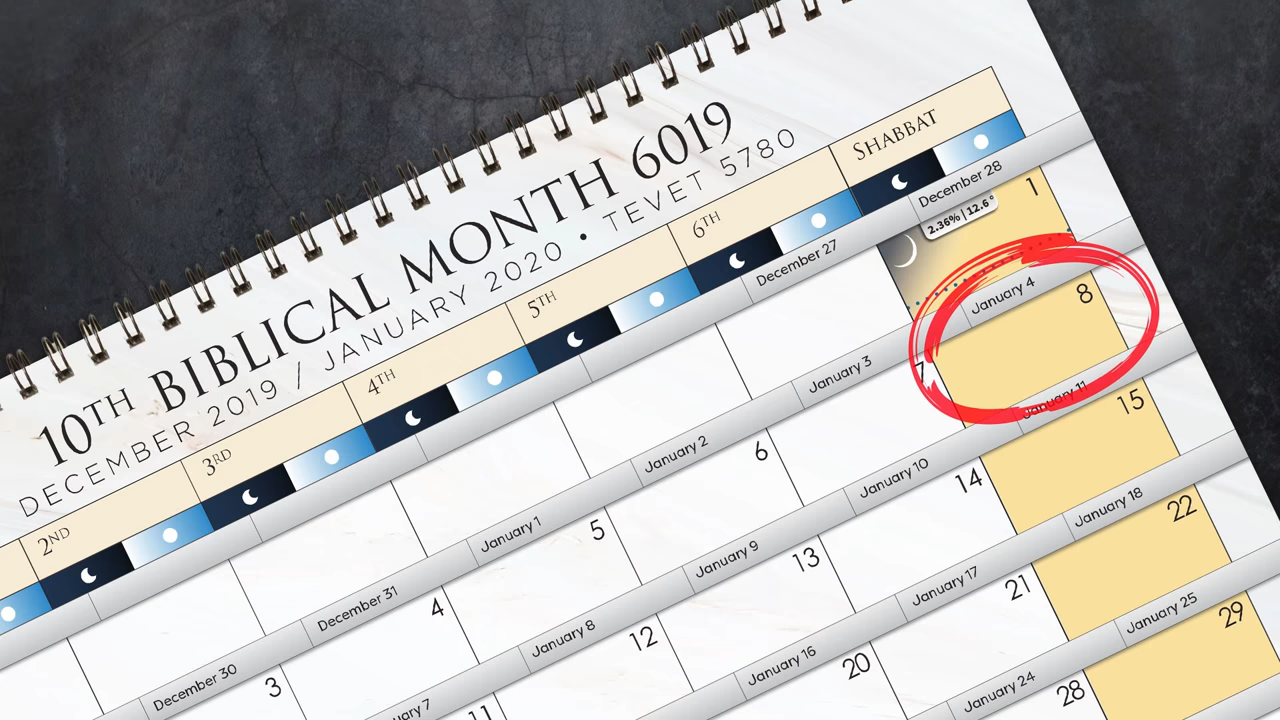 10TH BIBLICAL MONTH 6019
DECEMBER 2019 / JANUARY 2020 • TEVET 5780
2ND
3RD
4TH
5TH
6TH
SHABBAT
December 27
December 28
2.36% | 12.6°
1
December 30
December 31
January 1
January 2
January 3
January 4
3
4
5
6
7
8
January 8
January 9
January 10
January 11
11
12
13
14
15
January 16
January 17
January 18
20
21
22
January 24
January 25
28
29